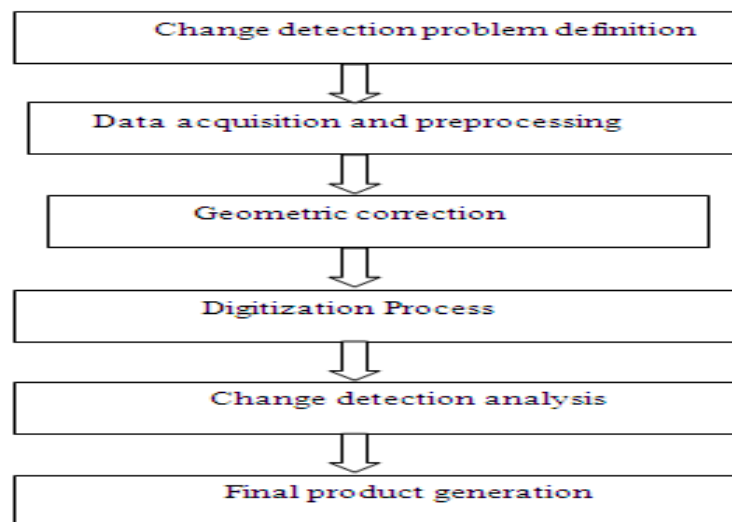 Change detection problem definition
Data acquisition and preprocessing
Geometric correction
Digitization Process
Change detection analysis
Final product generation